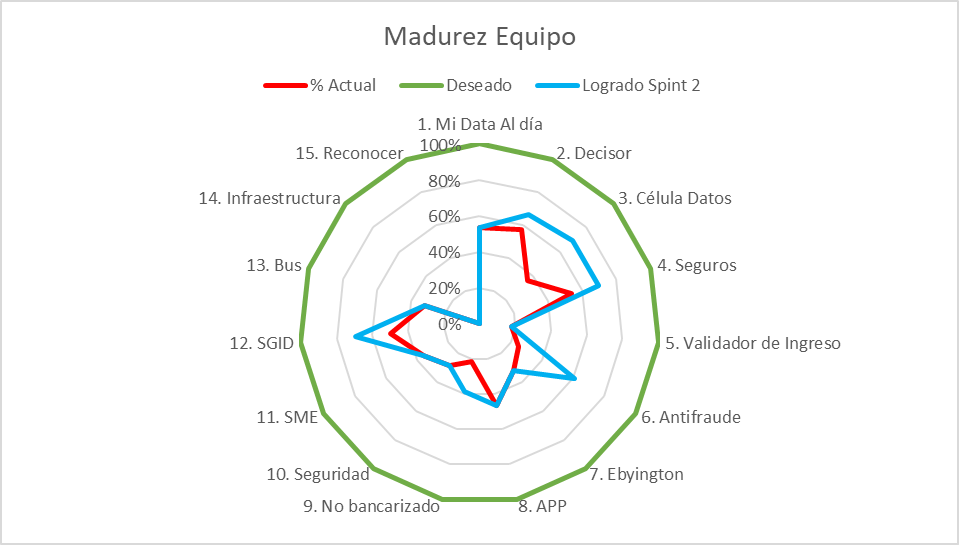 Madurez Equipo
% Actual
Deseado
Logrado Spint 2
1. Mi Data Al día
2. Decisor
3. Célula Datos
4. Seguros
5. Validador de Ingreso
6. Antifraude
7. Ebyington
8. APP
9. No bancarizado
10. Seguridad
11. SME
12. SGID
13. Bus
14. Infraestructura
15. Reconocer
100%
80%
60%
40%
20%
0%